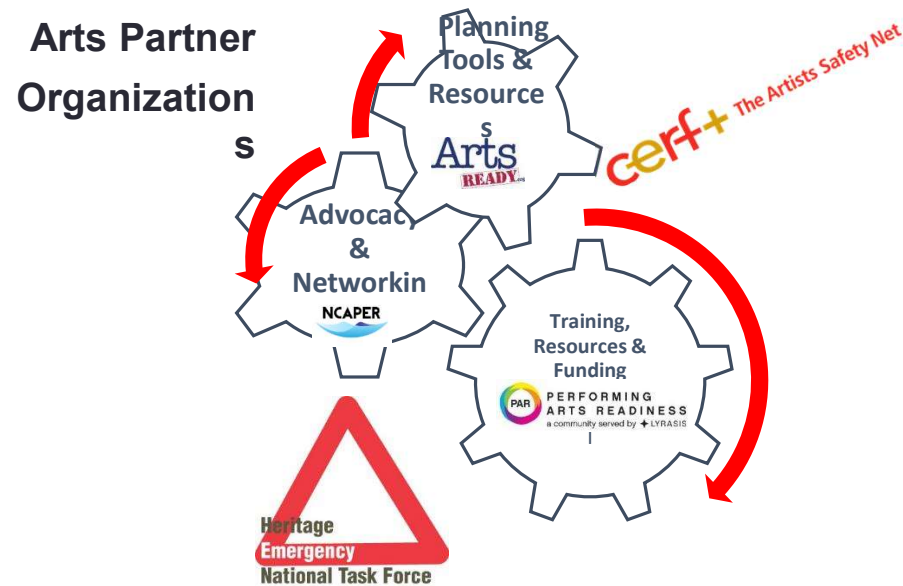 Arts Partner
Organization
s
Planning
Tools &
Resource
s
Arts
READY
cerf+ The Artists Safety Net
Advocac
&
Networkin
NCAPER
Training,
Resources &
Funding
PAR PERFORMING
ARTS READINESS
a community served by LYRASIS
Heritage
Emergency
National Task Force